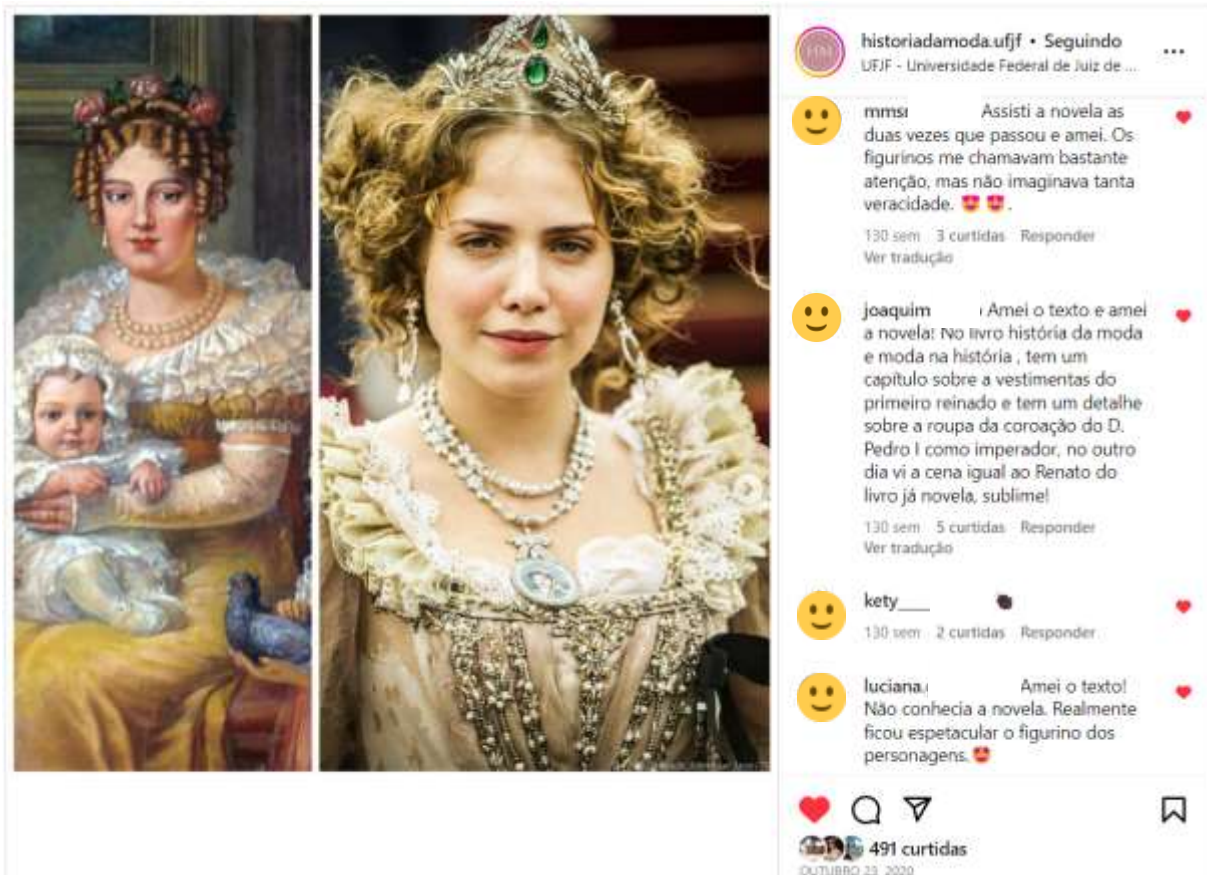 historiadamoda.ufjf • Seguindo
UFJF - Universidade Federal de Juiz de ...
mmsr Assisti a novela as
duas vezes que passou e amei. Os
figurinos me chamavam bastante
atenção, mas não imaginava tanta
veracidade. 😍 😍 .
130 sem 3 curtidas Responder
Ver tradução
joaquim Amei o texto e amei
a novela! No livro história da moda
e moda na história , tem um
capítulo sobre a vestimentas do
primeiro reinado e tem um detalhe
sobre a roupa da coroação do D.
Pedro I como imperador, no outro
dia vi a cena igual ao Renato do
livro já novela, sublime!
130 sem 5 curtidas Responder
Ver tradução
kety___
130 sem 2 curtidas Responder
luciana. Amei o texto!
Não conhecia a novela. Realmente
ficou espetacular o figurino dos
personagens. 😍
491 curtidas
OUTUBRO 23, 2020